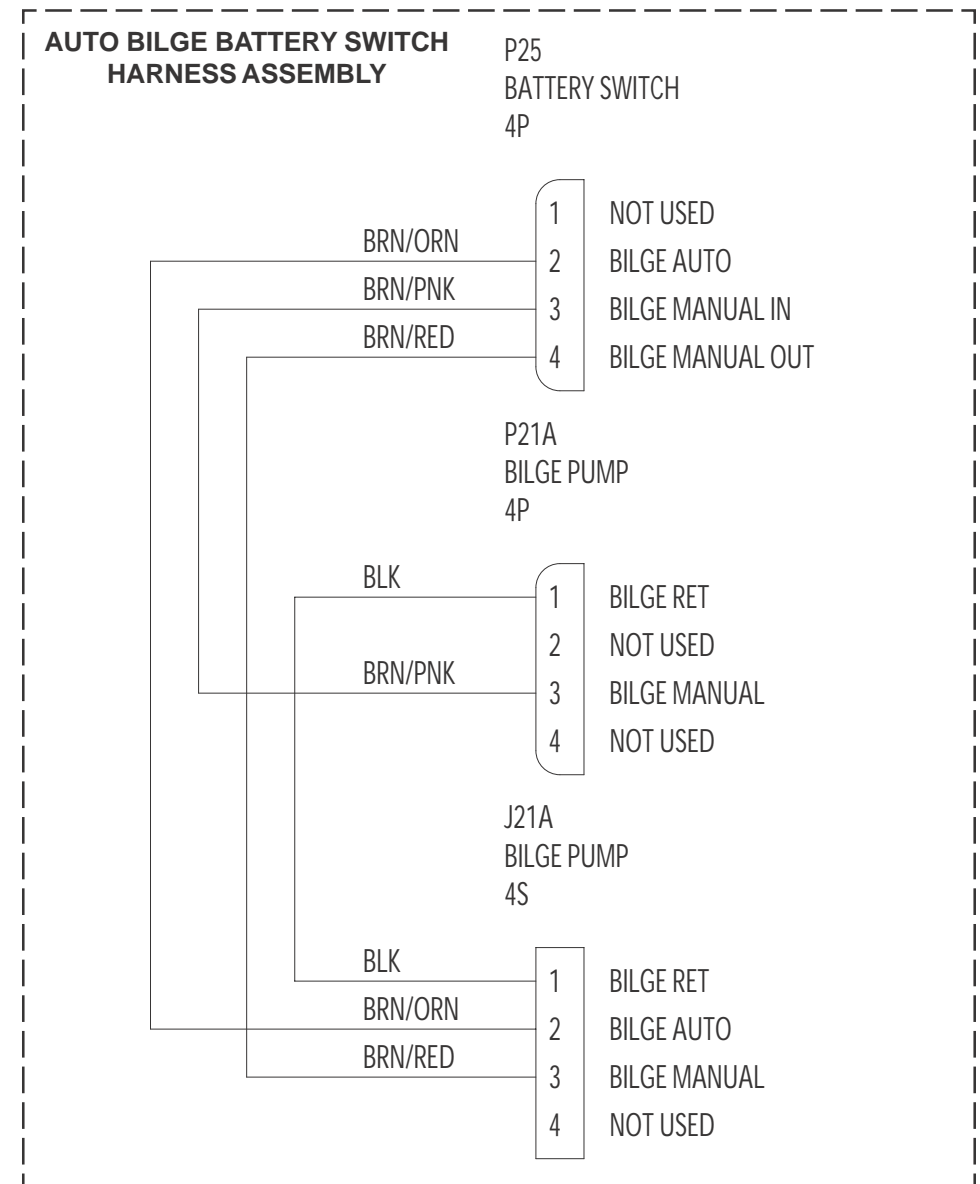 AUTO BILGE BATTERY SWITCH
HARNESS ASSEMBLY
P25
BATTERY SWITCH
4P
1 NOT USED
BRN/ORN 2 BILGE AUTO
BRN/PNK 3 BILGE MANUAL IN
BRN/RED 4 BILGE MANUAL OUT
P21A
BILGE PUMP
4P
BLK 1 BILGE RET
2 NOT USED
BRN/PNK 3 BILGE MANUAL
4 NOT USED
J21A
BILGE PUMP
4S
BLK 1 BILGE RET
BRN/ORN 2 BILGE AUTO
BRN/RED 3 BILGE MANUAL
4 NOT USED